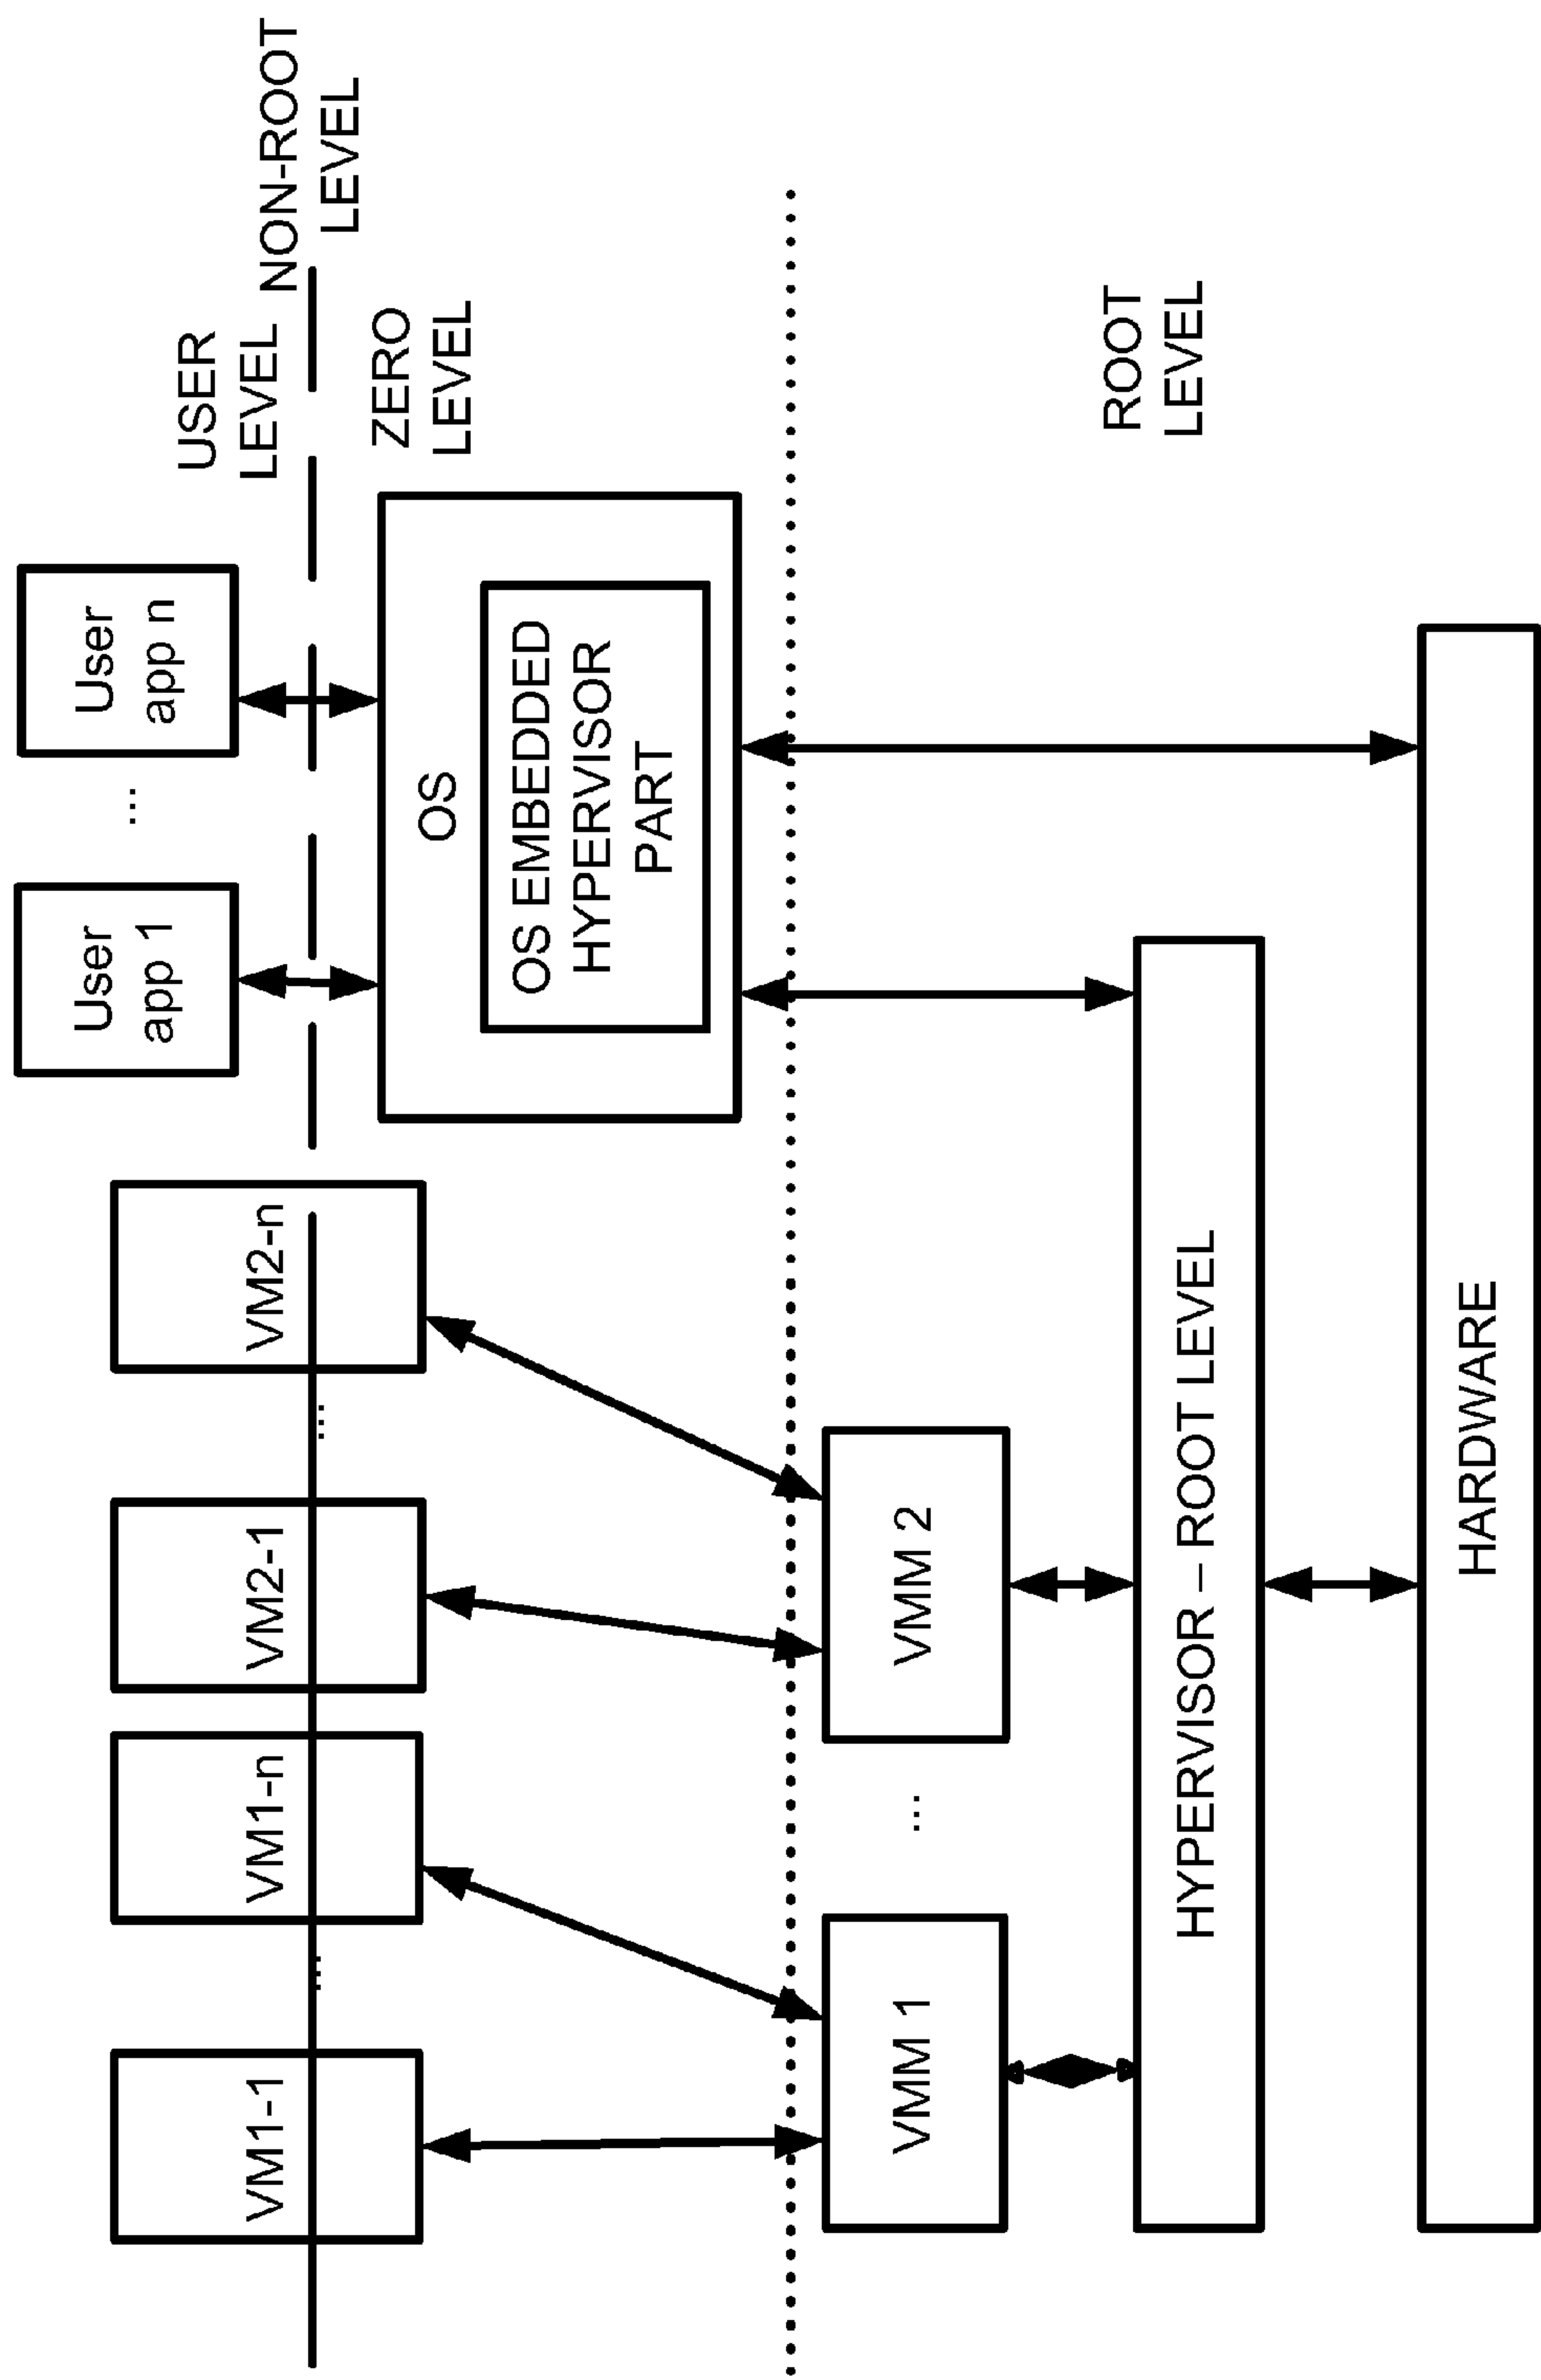 USER
LEVEL
NON-ROOT
LEVEL
ZERO
LEVEL
ROOT
LEVEL
VM1-1
...
VM1-n
VM2-1
...
VM2-n
User
app 1
...
User
app n
OS
OS EMBEDDED
HYPERVISOR
PART
VMM 1
...
VMM 2
HYPERVISOR – ROOT LEVEL
HARDWARE